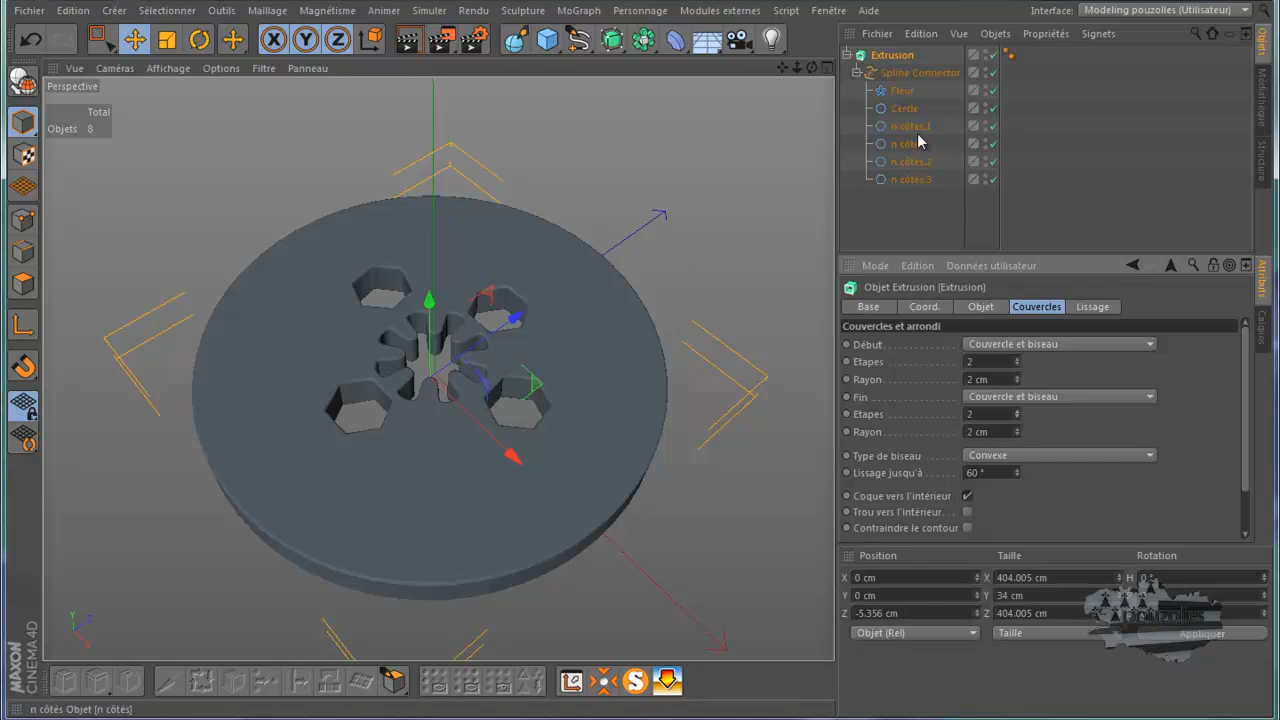 Fichier Edition Créer Sélectionner Outils Maillage Magnétisme Animer Simuler Rendu Sculpture MoGraph Personnage Modules externes Script Fenêtre Aide
Interface: Modeling pouzolles (Utilisateur)
Vue Caméras Affichage Options Filtre Panneau
Perspective
Total
Objets 8
Fichier Edition Vue Objets Propriétés Signets
Extrusion
Spline Connector
Fleur
Cercle
n côtés.1
n côtés.2
n côtés.3
Objets
Médiathèque
Structure
Attributs
Calques
Mode Edition Données utilisateur
Objet Extrusion [Extrusion]
Base Coord. Objet Couvercles Lissage
Couvercles et arrondi
Début Couvercle et biseau
Etapes 2
Rayon 2 cm
Fin Couvercle et biseau
Etapes 2
Rayon 2 cm
Type de biseau Convexe
Lissage jusqu'à 60 °
Coque vers l'intérieur
Trou vers l'intérieur
Contraindre le contour
Position Taille Rotation
X 0 cm X 404.005 cm H 0 °
Y 0 cm Y 34 cm
Z -5.356 cm Z 404.005 cm
Objet (Rel) Taille Appliquer
Y Z X
MAXON
CINEMA 4D
n côtés Objet [n côtés]